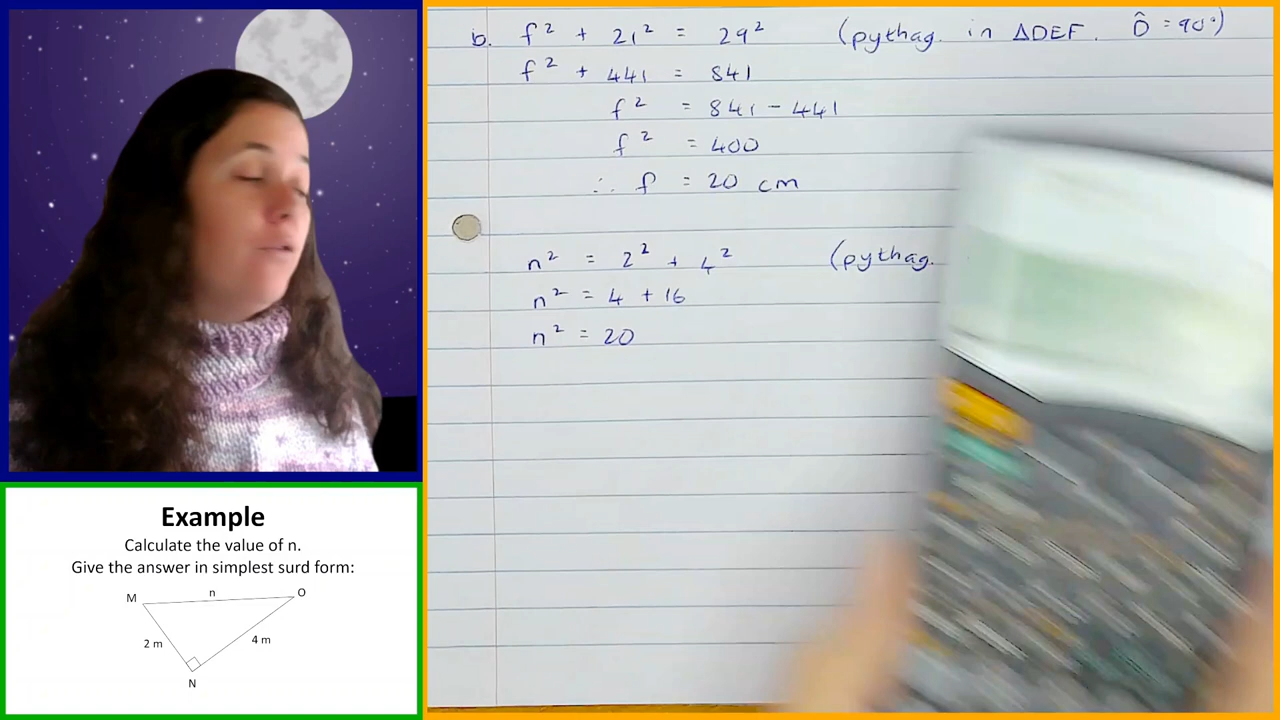 b. f² + 21² = 29² (pythag. in ΔDEF. D̂ = 90°)
f² + 441 = 841
f² = 841 - 441
f² = 400
∴ f = 20 cm
n² = 2² + 4² (pythag.
n² = 4 + 16
n² = 20
Example
Calculate the value of n.
Give the answer in simplest surd form:
M n O
2 m 4 m
N